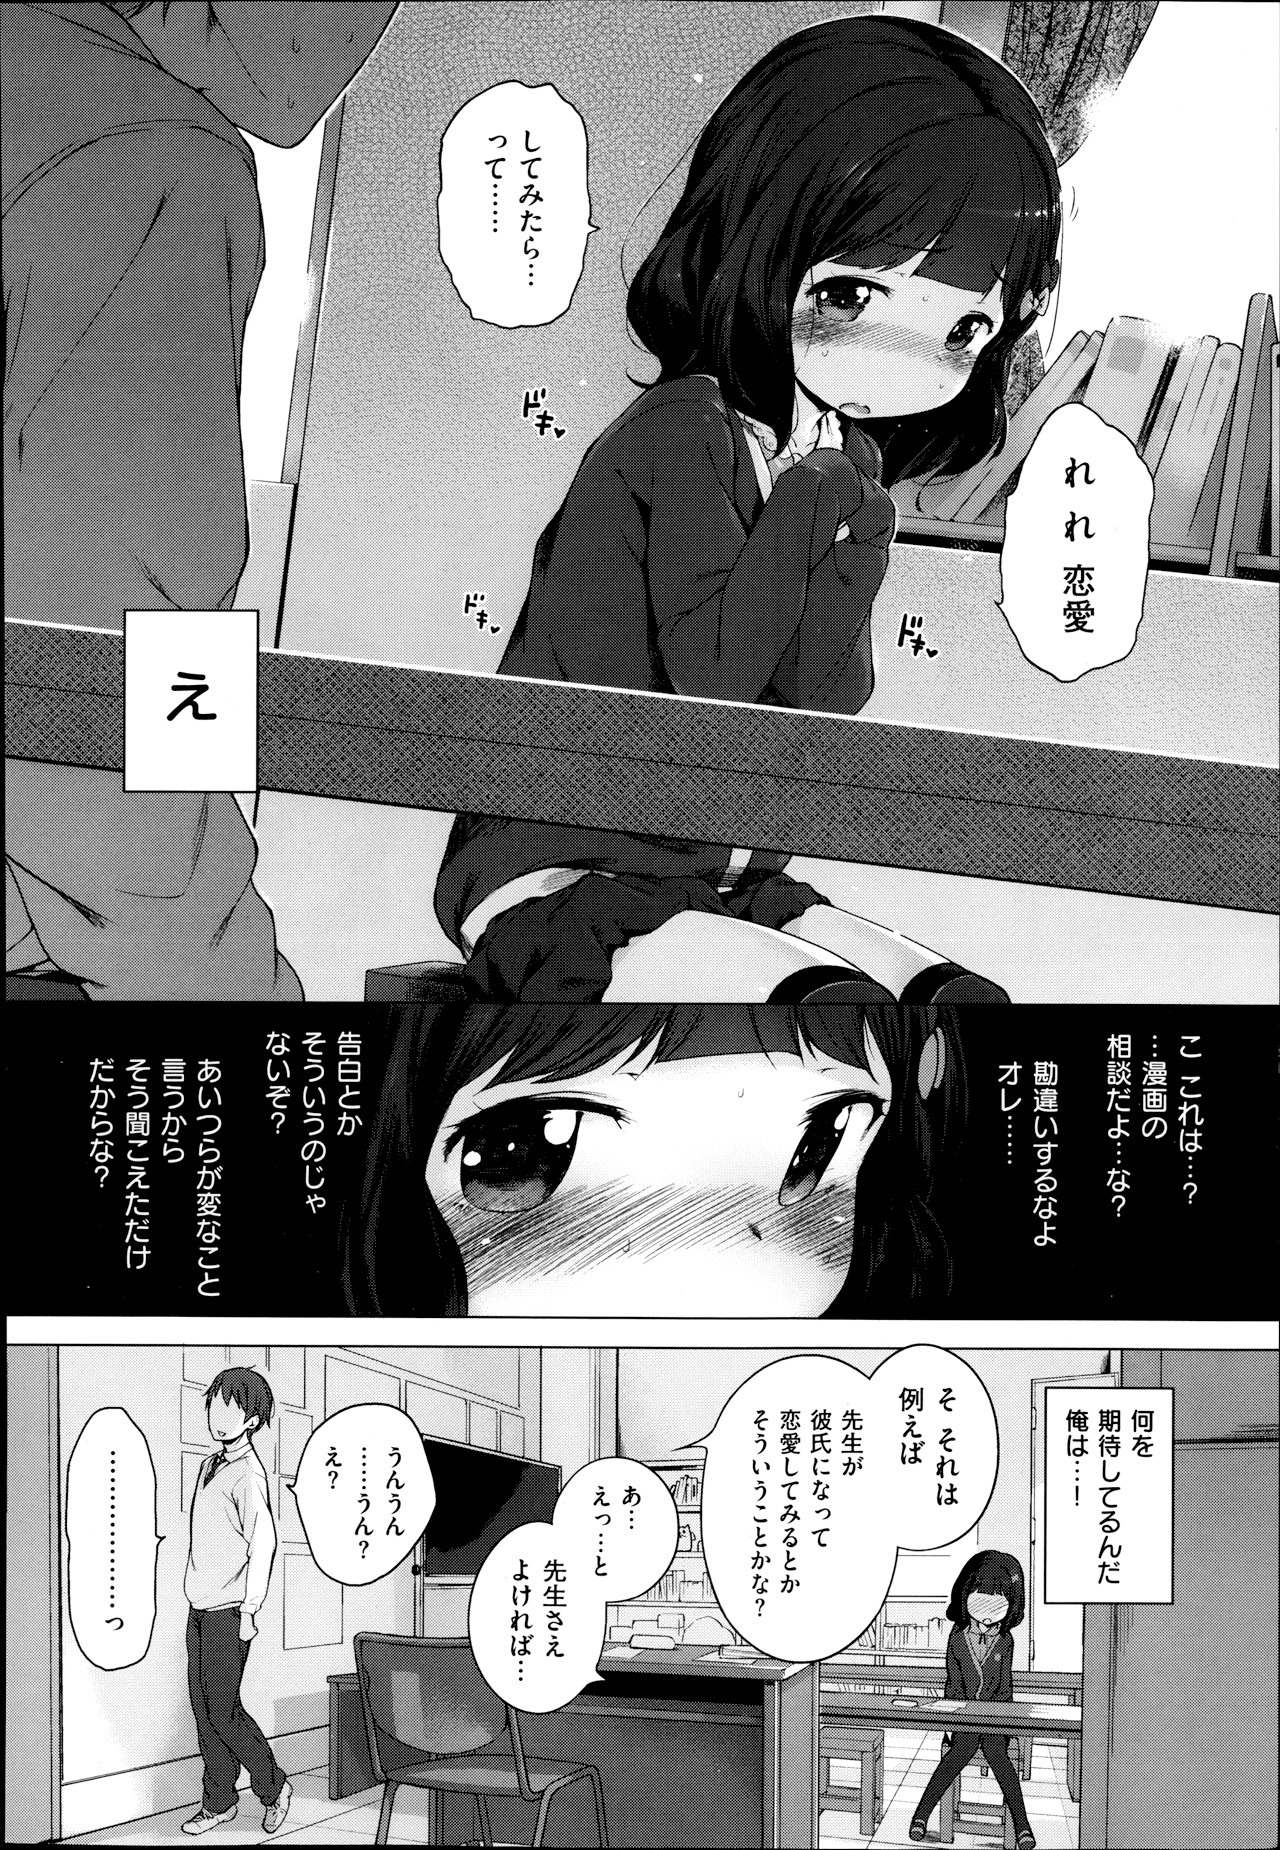 れれ 恋愛
してみたら…
って……
ドキ
ドキ
ドキ
え
こ これは…?
…漫画の
相談だよ…な?
勘違いするなよ
オレ……
告白とか
そういうのじゃ
ないぞ?
あいつらが変なこと
言うから
そう聞こえただけ
だからな?
何を
期待してるんだ
俺は…!
そ それは
例えば
先生が
彼氏になって
恋愛してみるとか
そういうことかな?
あ…
えっ…と
先生さえ
よければ…
うんうん
……うん?
え?
……………っ